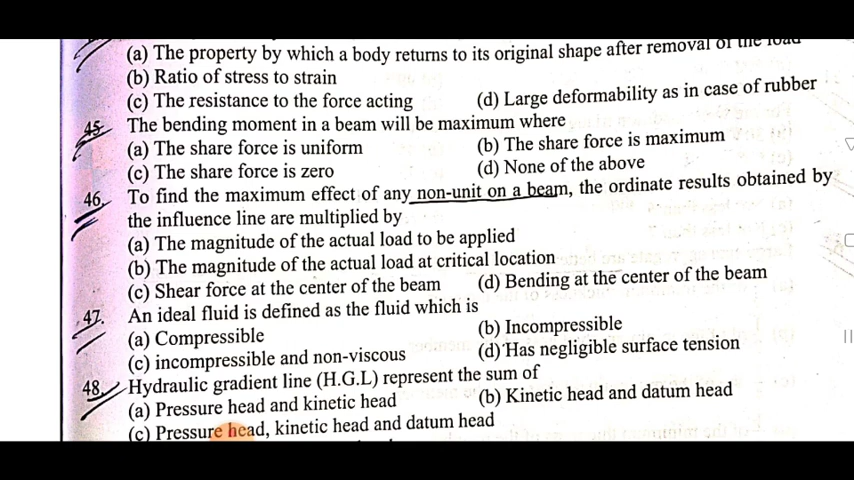 (a) The property by which a body returns to its original shape after removal of the load
(b) Ratio of stress to strain
(c) The resistance to the force acting (d) Large deformability as in case of rubber
45. The bending moment in a beam will be maximum where
(a) The share force is uniform (b) The share force is maximum
(c) The share force is zero (d) None of the above
46. To find the maximum effect of any non-unit on a beam, the ordinate results obtained by
the influence line are multiplied by
(a) The magnitude of the actual load to be applied
(b) The magnitude of the actual load at critical location
(c) Shear force at the center of the beam (d) Bending at the center of the beam
47. An ideal fluid is defined as the fluid which is
(a) Compressible (b) Incompressible
(c) incompressible and non-viscous (d) Has negligible surface tension
48. Hydraulic gradient line (H.G.L) represent the sum of
(a) Pressure head and kinetic head (b) Kinetic head and datum head
(c) Pressure head, kinetic head and datum head